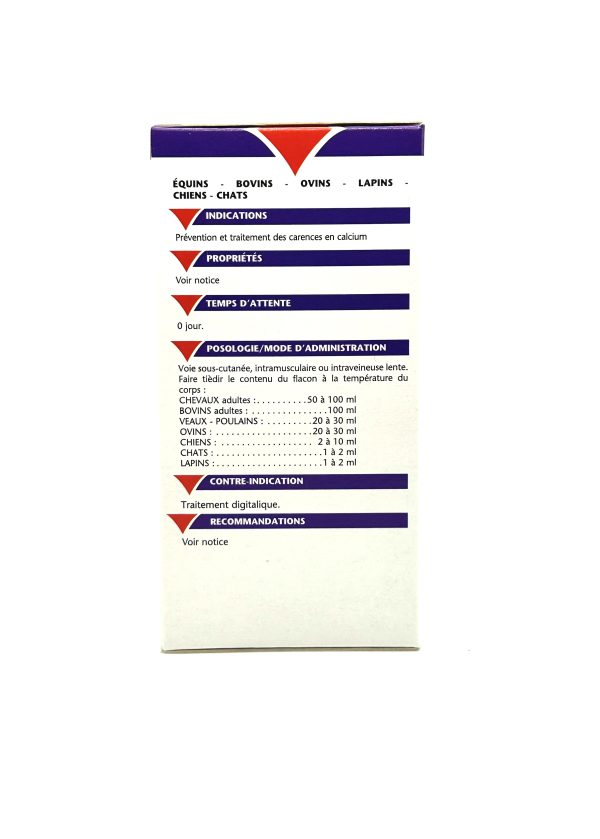 ÉQUINS - BOVINS - OVINS - LAPINS -
CHIENS - CHATS
INDICATIONS
Prévention et traitement des carences en calcium
PROPRIÉTÉS
Voir notice
TEMPS D'ATTENTE
0 jour.
POSOLOGIE/MODE D'ADMINISTRATION
Voie sous-cutanée, intramusculaire ou intraveineuse lente.
Faire tièdir le contenu du flacon à la température du
corps :
CHEVAUX adultes :..........50 à 100 ml
BOVINS adultes : ...............100 ml
VEAUX - POULAINS : .........20 à 30 ml
OVINS : ...................20 à 30 ml
CHIENS : .................. 2 à 10 ml
CHATS : .....................1 à 2 ml
LAPINS :.....................1 à 2 ml
CONTRE-INDICATION
Traitement digitalique.
RECOMMANDATIONS
Voir notice